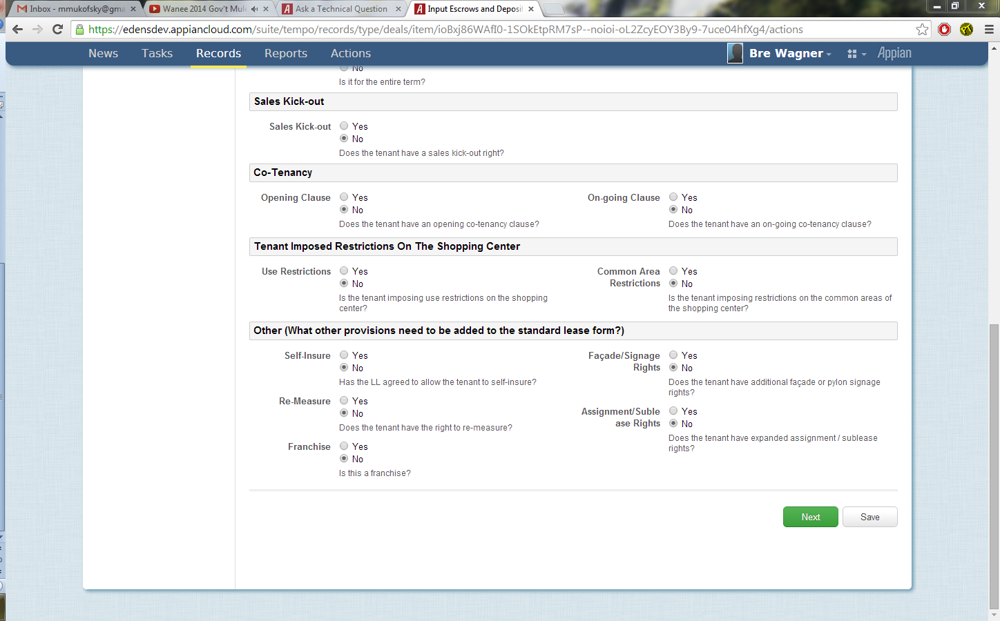 Inbox - mmukofsky@gma
Wanee 2014 Gov't Mul
Ask a Technical Question
Input Escrows and Deposit
https://edensdev.appiancloud.com/suite/tempo/records/type/deals/item/ioBxj86WAfI0-1SOkEtpRM7sP--noioi-oL2ZcyEOY3By9-7uce04hfXg4/actions
News Tasks Records Reports Actions Bre Wagner Appian
No
Is it for the entire term?
Sales Kick-out
Sales Kick-out Yes
No
Does the tenant have a sales kick-out right?
Co-Tenancy
Opening Clause Yes
No
Does the tenant have an opening co-tenancy clause?
On-going Clause Yes
No
Does the tenant have an on-going co-tenancy clause?
Tenant Imposed Restrictions On The Shopping Center
Use Restrictions Yes
No
Is the tenant imposing use restrictions on the shopping
center?
Common Area Yes
Restrictions No
Is the tenant imposing restrictions on the common areas of
the shopping center?
Other (What other provisions need to be added to the standard lease form?)
Self-Insure Yes
No
Has the LL agreed to allow the tenant to self-insure?
Re-Measure Yes
No
Does the tenant have the right to re-measure?
Franchise Yes
No
Is this a franchise?
Façade/Signage Yes
Rights No
Does the tenant have additional façade or pylon signage
rights?
Assignment/Suble Yes
ase Rights No
Does the tenant have expanded assignment / sublease
rights?
Next Save